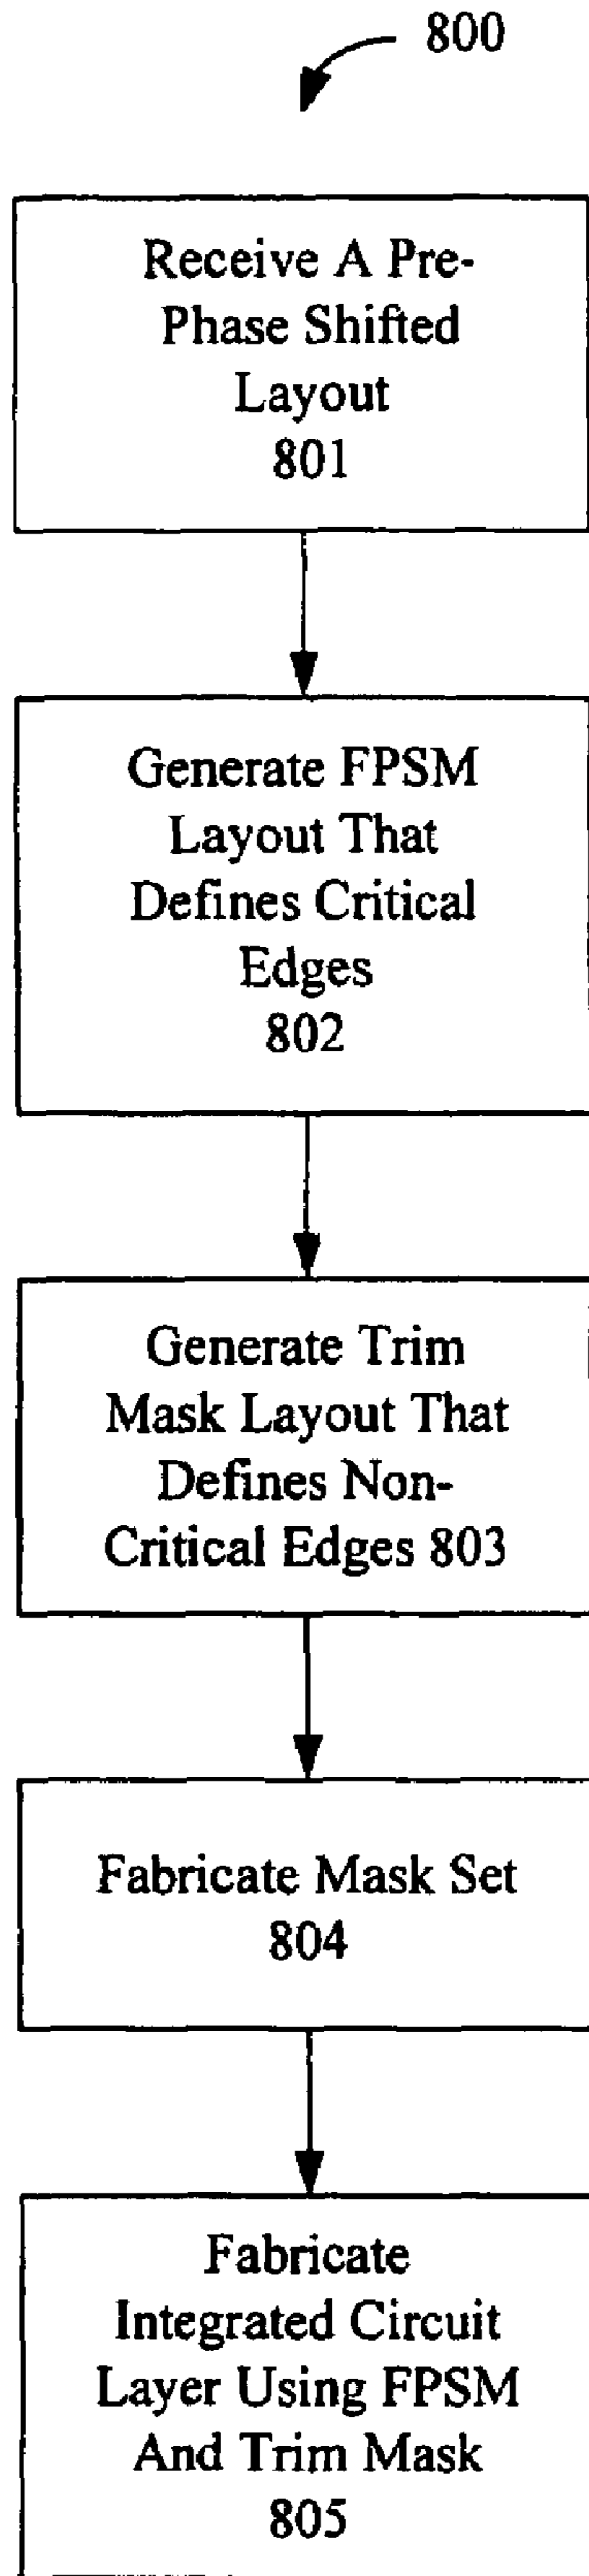 800
Receive A Pre-
Phase Shifted
Layout
801
Generate FPSM
Layout That
Defines Critical
Edges
802
Generate Trim
Mask Layout That
Defines Non-
Critical Edges 803
Fabricate Mask Set
804
Fabricate
Integrated Circuit
Layer Using FPSM
And Trim Mask
805